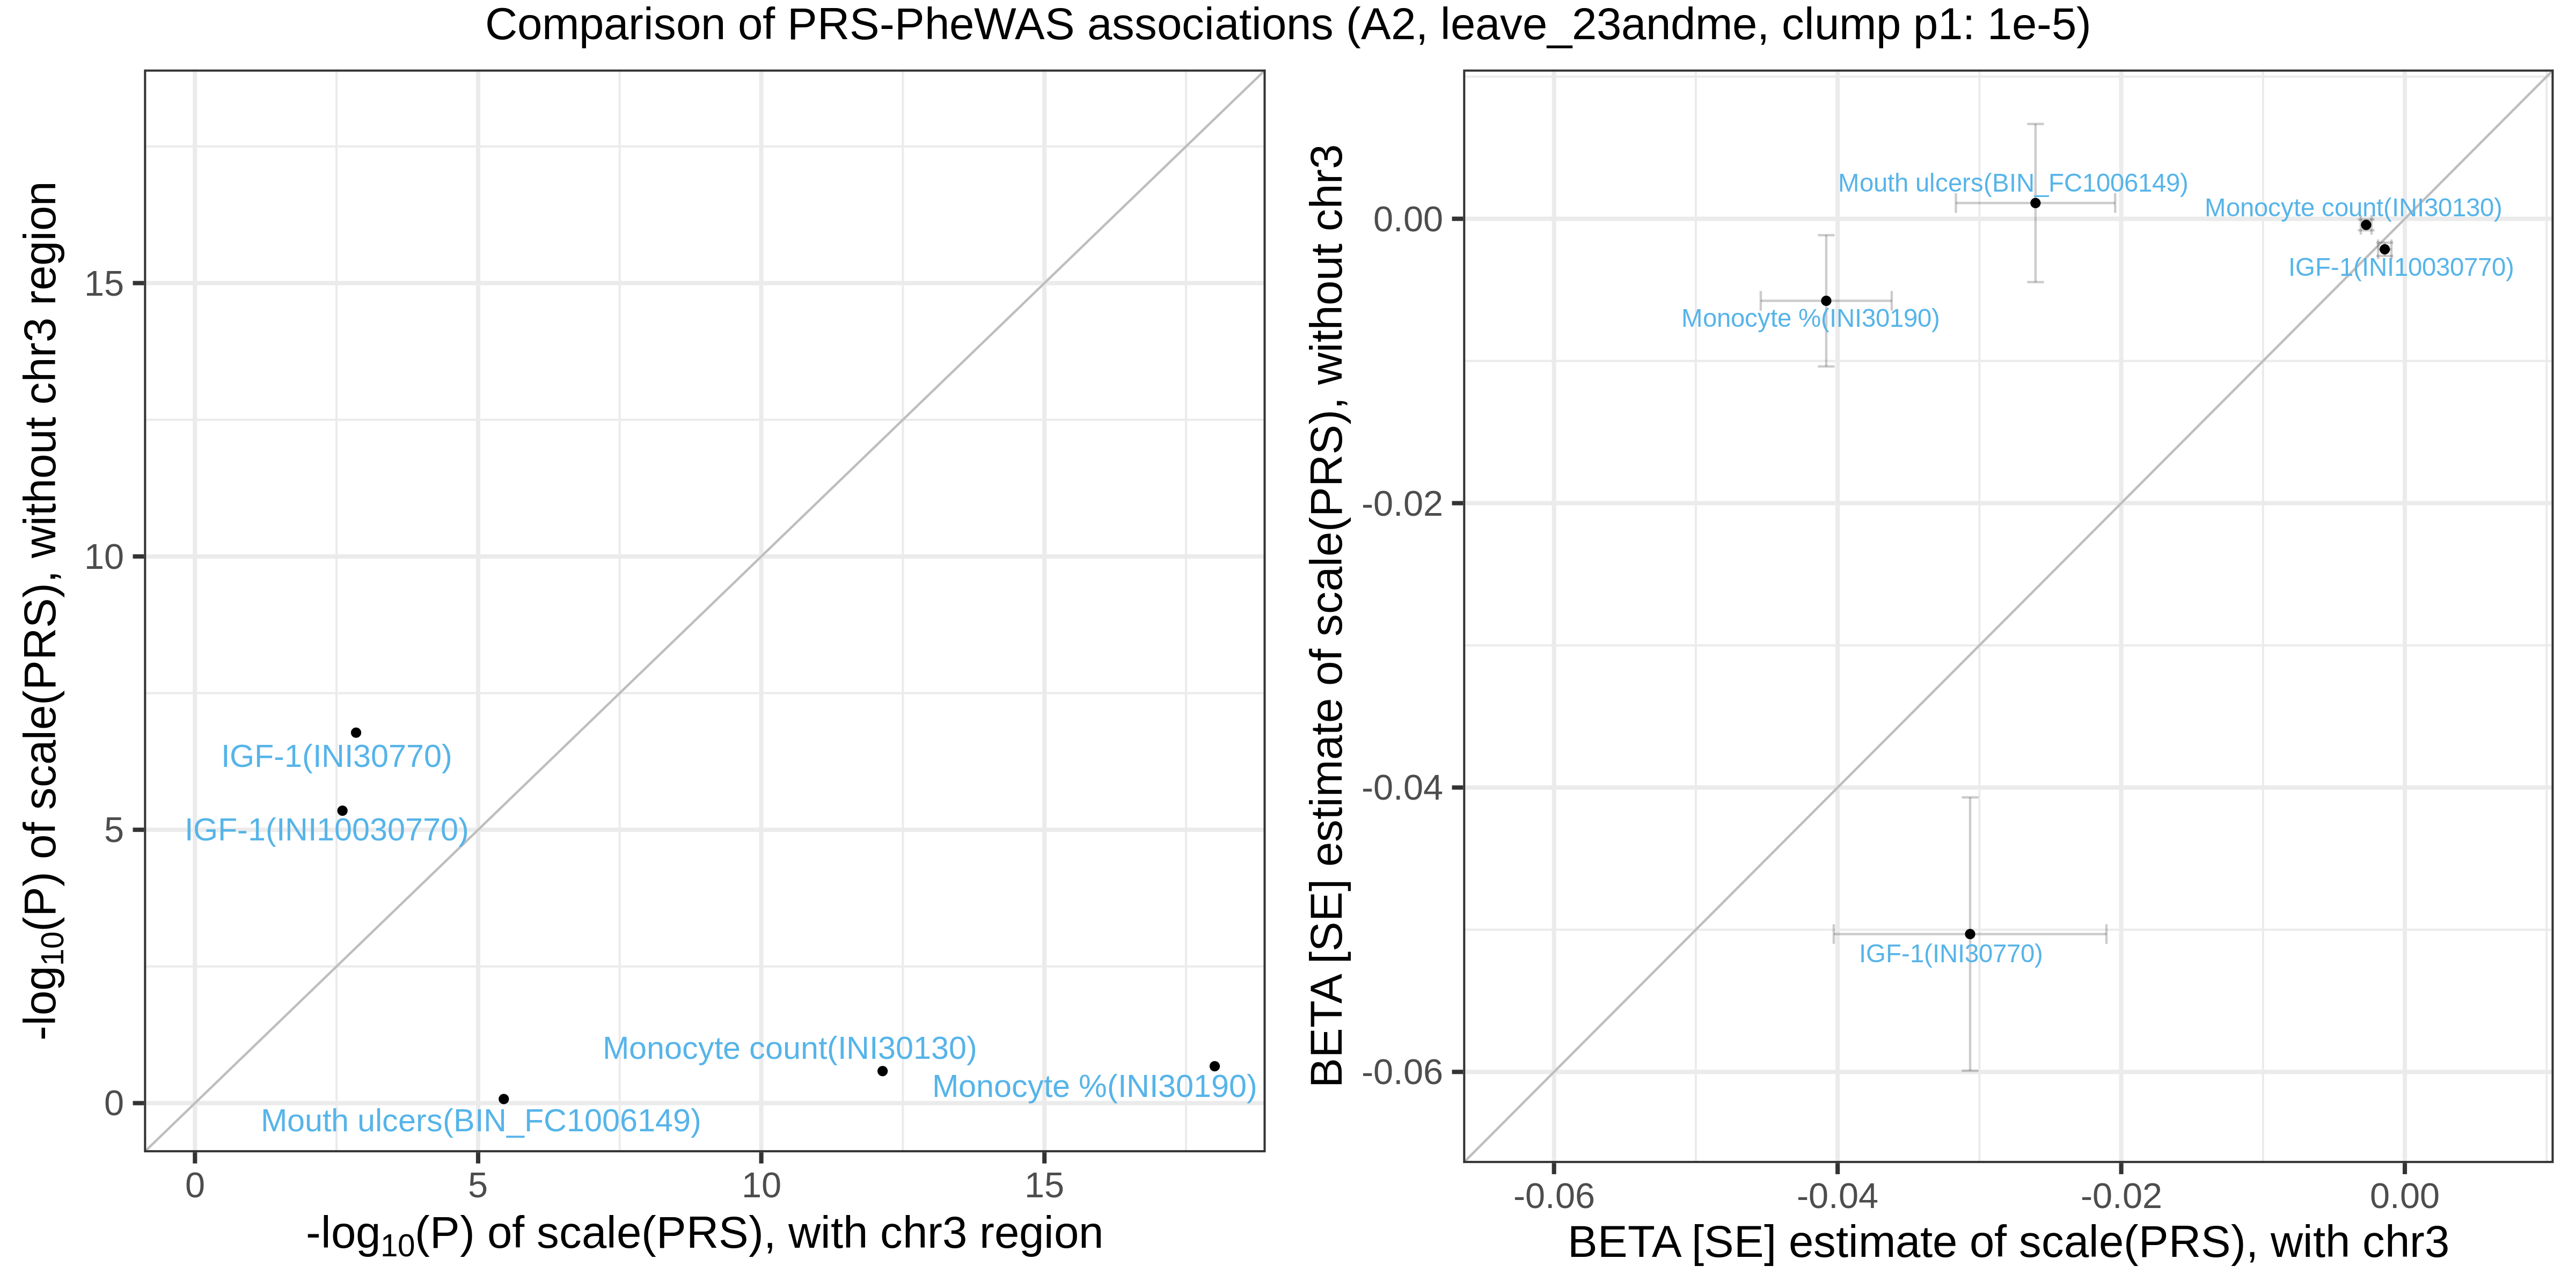 Comparison of PRS-PheWAS associations (A2, leave_23andme, clump p1: 1e-5)
-log10(P) of scale(PRS), without chr3 region
15
10
5
0
IGF-1(INI30770)
IGF-1(INI10030770)
Monocyte count(INI30130)
Monocyte %(INI30190)
Mouth ulcers(BIN_FC1006149)
0
5
10
15
-log10(P) of scale(PRS), with chr3 region
BETA [SE] estimate of scale(PRS), without chr3
0.00
-0.02
-0.04
-0.06
Mouth ulcers(BIN_FC1006149)
Monocyte count(INI30130)
IGF-1(INI10030770)
Monocyte %(INI30190)
IGF-1(INI30770)
-0.06
-0.04
-0.02
0.00
BETA [SE] estimate of scale(PRS), with chr3